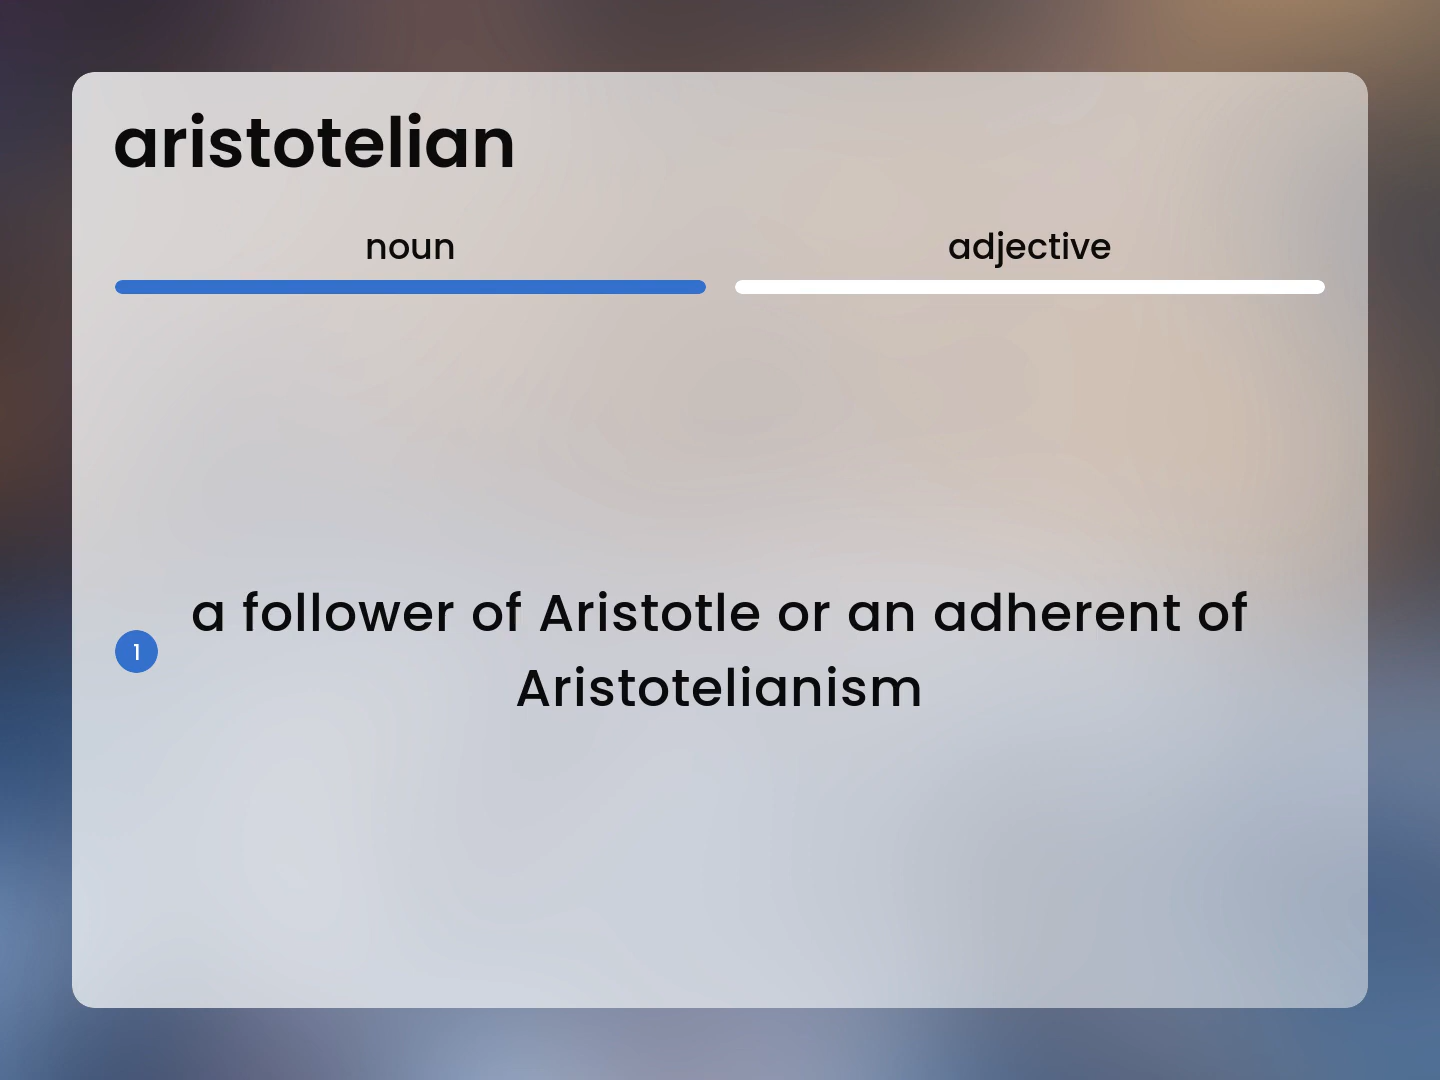 aristotelian
noun
adjective
a follower of Aristotle or an adherent of
1
Aristotelianism